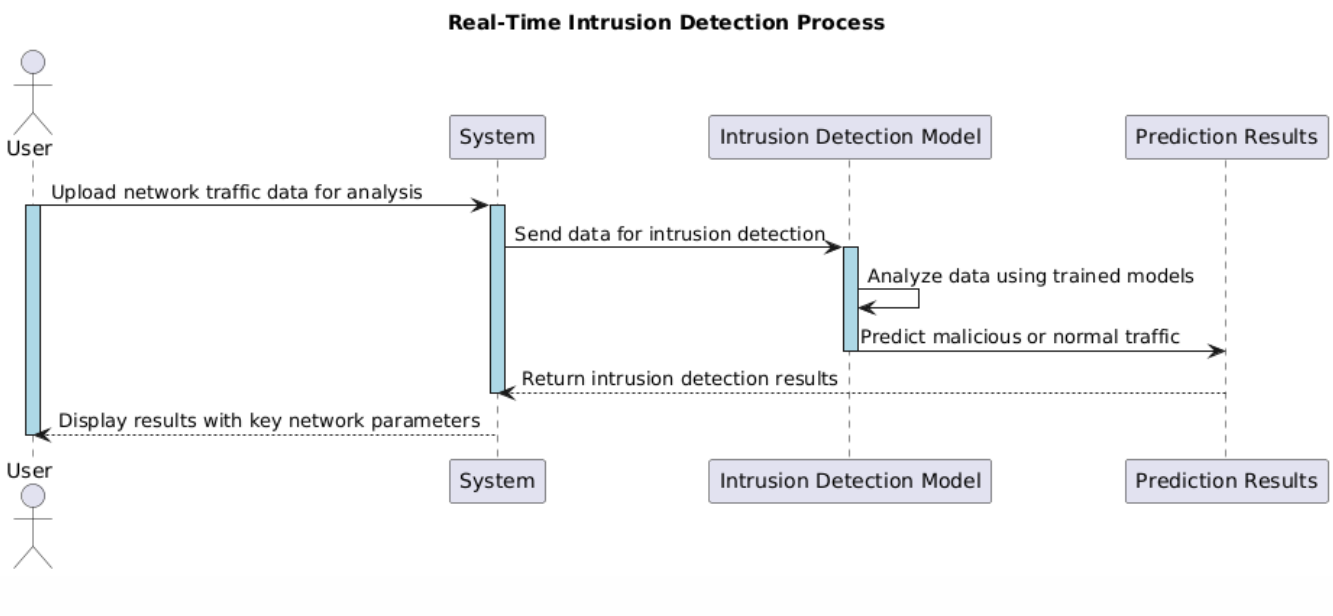 Real-Time Intrusion Detection Process
User
System
Intrusion Detection Model
Prediction Results
Upload network traffic data for analysis
Send data for intrusion detection
Analyze data using trained models
Predict malicious or normal traffic
Return intrusion detection results
Display results with key network parameters
User
System
Intrusion Detection Model
Prediction Results